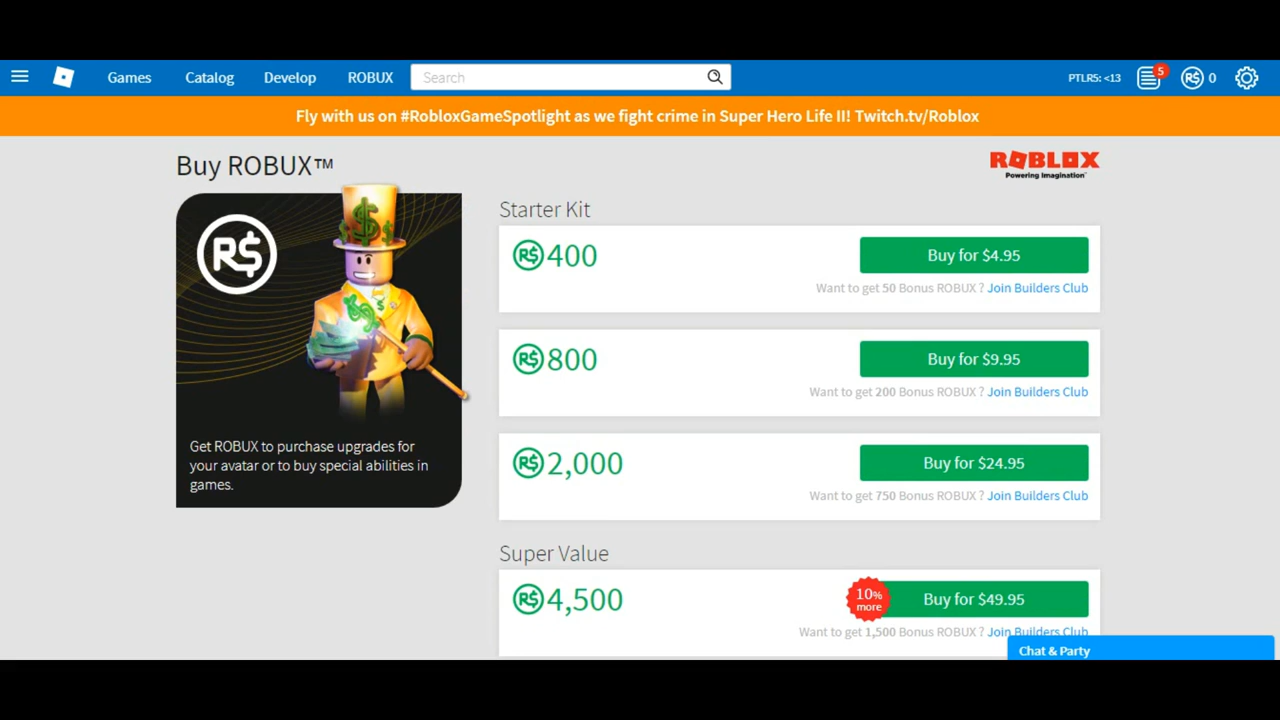 Games Catalog Develop ROBUX Search PTLR5: <13 5 R$ 0
Fly with us on #RobloxGameSpotlight as we fight crime in Super Hero Life II! Twitch.tv/Roblox
Buy ROBUX™
ROBLOX
Powering Imagination™
R$
$
Get ROBUX to purchase upgrades for
your avatar or to buy special abilities in
games.
Starter Kit
R$ 400 Buy for $4.95
Want to get 50 Bonus ROBUX ? Join Builders Club
R$ 800 Buy for $9.95
Want to get 200 Bonus ROBUX ? Join Builders Club
R$ 2,000 Buy for $24.95
Want to get 750 Bonus ROBUX ? Join Builders Club
Super Value
R$ 4,500 10% more Buy for $49.95
Want to get 1,500 Bonus ROBUX ? Join Builders Club
Chat & Party